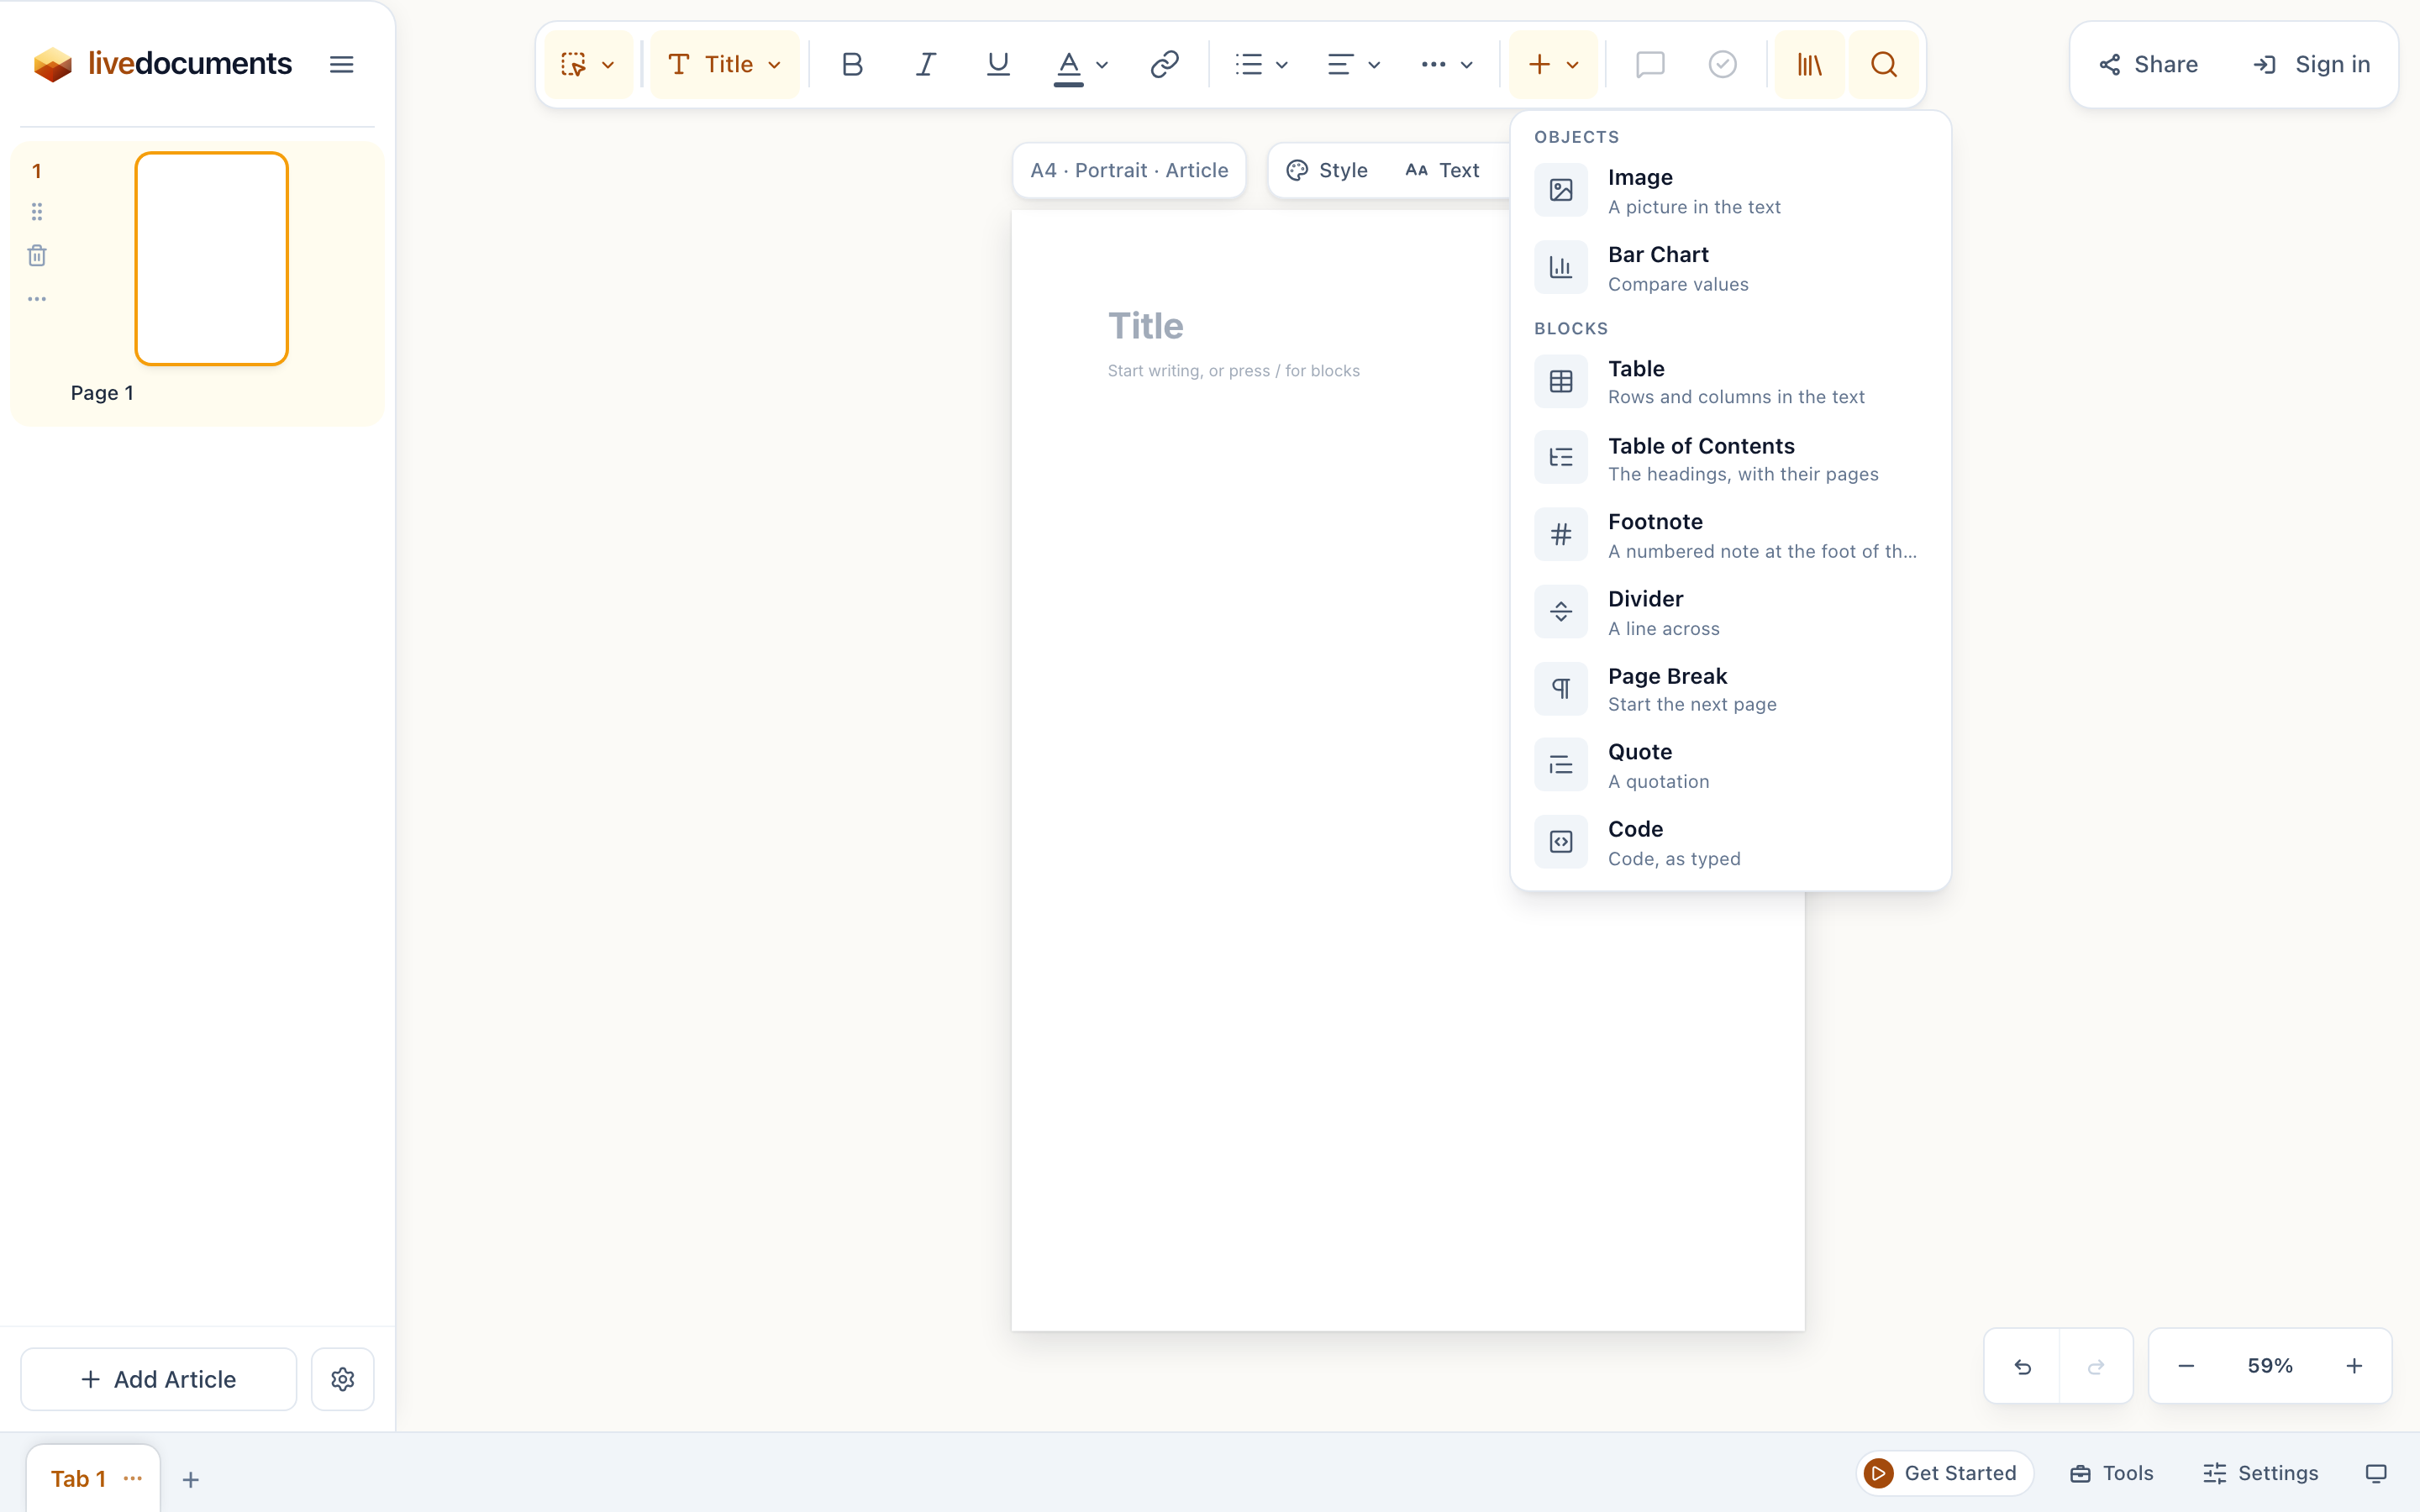 livedocuments
Title
Share
Sign in
1
Page 1
A4 · Portrait · Article
Style
Text
Title
Start writing, or press / for blocks
OBJECTS
Image
A picture in the text
Bar Chart
Compare values
BLOCKS
Table
Rows and columns in the text
Table of Contents
The headings, with their pages
Footnote
A numbered note at the foot of th...
Divider
A line across
Page Break
Start the next page
Quote
A quotation
Code
Code, as typed
Add Article
59%
Tab 1
Get Started
Tools
Settings